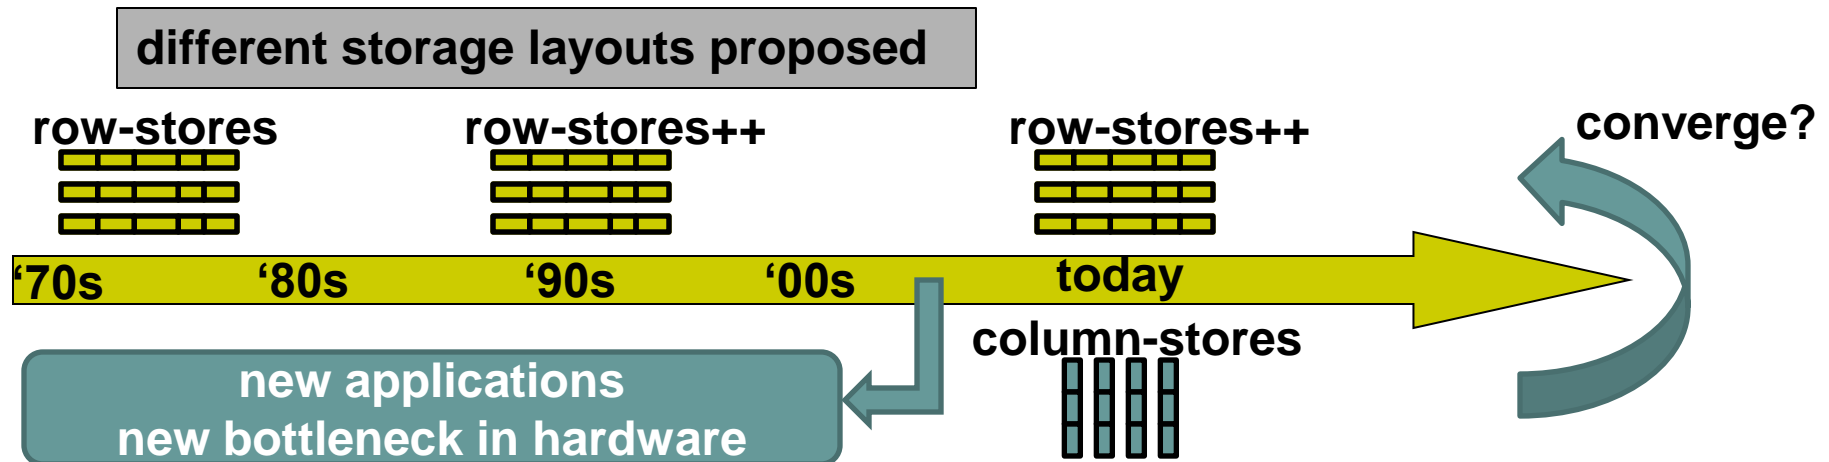 different storage layouts proposed
row-stores
row-stores++
row-stores++
converge?
‘70s
‘80s
‘90s
‘00s
today
column-stores
new applications
new bottleneck in hardware